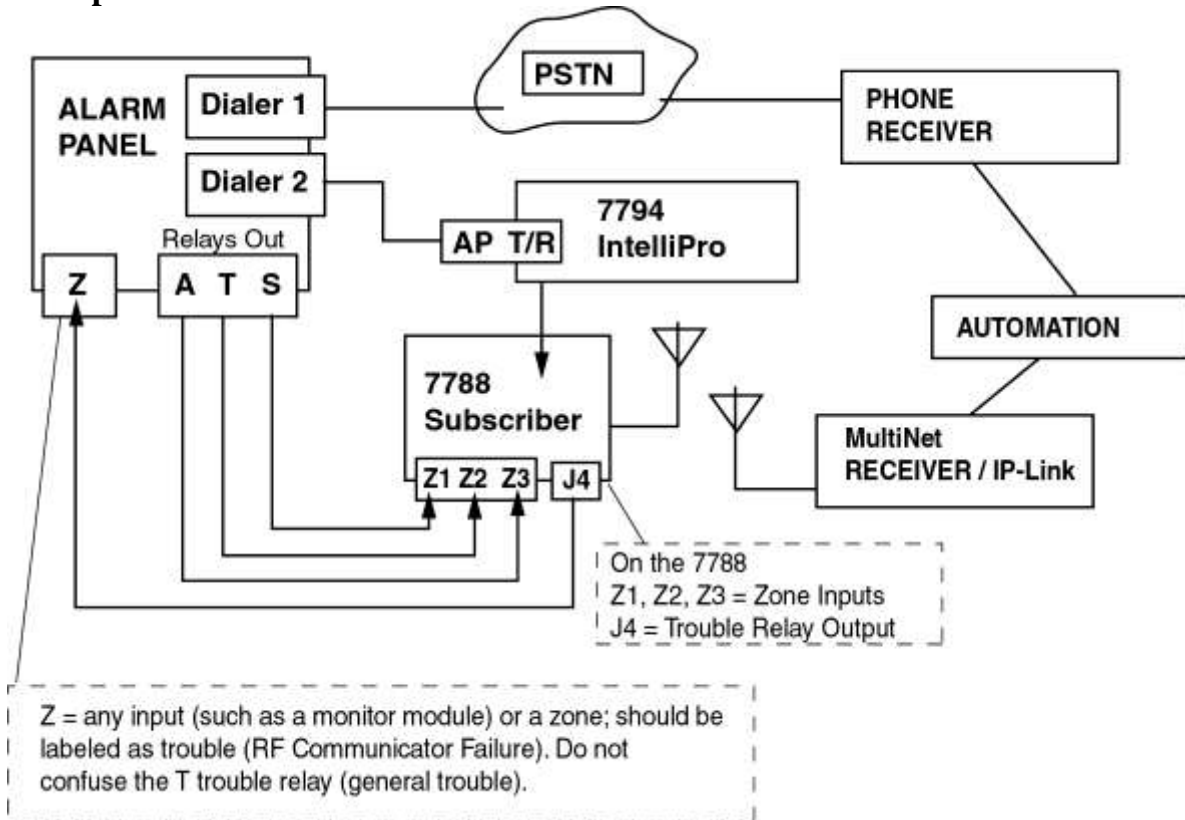 PSTN
ALARM
PANEL
Dialer 1
Dialer 2
PHONE
RECEIVER
7794
IntelliPro
AP T/R
Relays Out
Z
A T S
AUTOMATION
7788
Subscriber
Z1 Z2 Z3
J4
MultiNet
RECEIVER / IP-Link
On the 7788
Z1, Z2, Z3 = Zone Inputs
J4 = Trouble Relay Output
Z = any input (such as a monitor module) or a zone; should be
labeled as trouble (RF Communicator Failure). Do not
confuse the T trouble relay (general trouble).